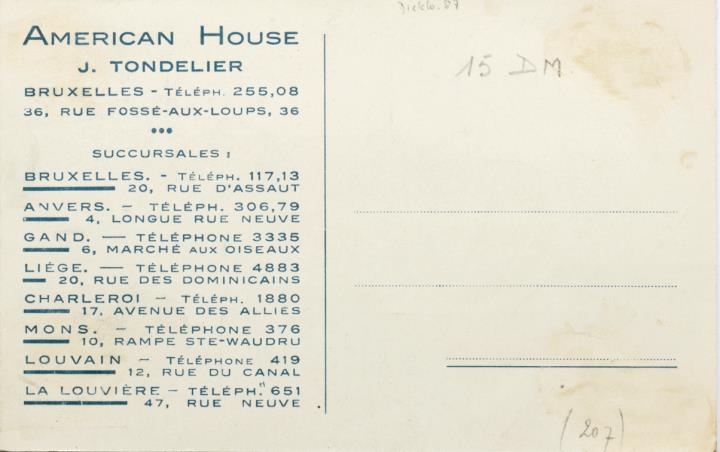 AMERICAN HOUSE
J. TONDELIER
BRUXELLES - TÉLÉPH. 255,08
36, RUE FOSSÉ-AUX-LOUPS, 36
SUCCURSALES :
BRUXELLES. - TÉLÉPH. 117,13
20, RUE D'ASSAUT
ANVERS. - TÉLÉPH. 306,79
4, LONGUE RUE NEUVE
GAND. — TÉLÉPHONE 3335
6, MARCHÉ AUX OISEAUX
LIÉGE. — TÉLÉPHONE 4883
20, RUE DES DOMINICAINS
CHARLEROI - TÉLÉPH. 1880
17, AVENUE DES ALLIES
MONS. - TÉLÉPHONE 376
10, RAMPE STE-WAUDRU
LOUVAIN - TÉLÉPHONE 419
12, RUE DU CANAL
LA LOUVIÈRE - TÉLÉPH. 651
47, RUE NEUVE
15 DM
(207)